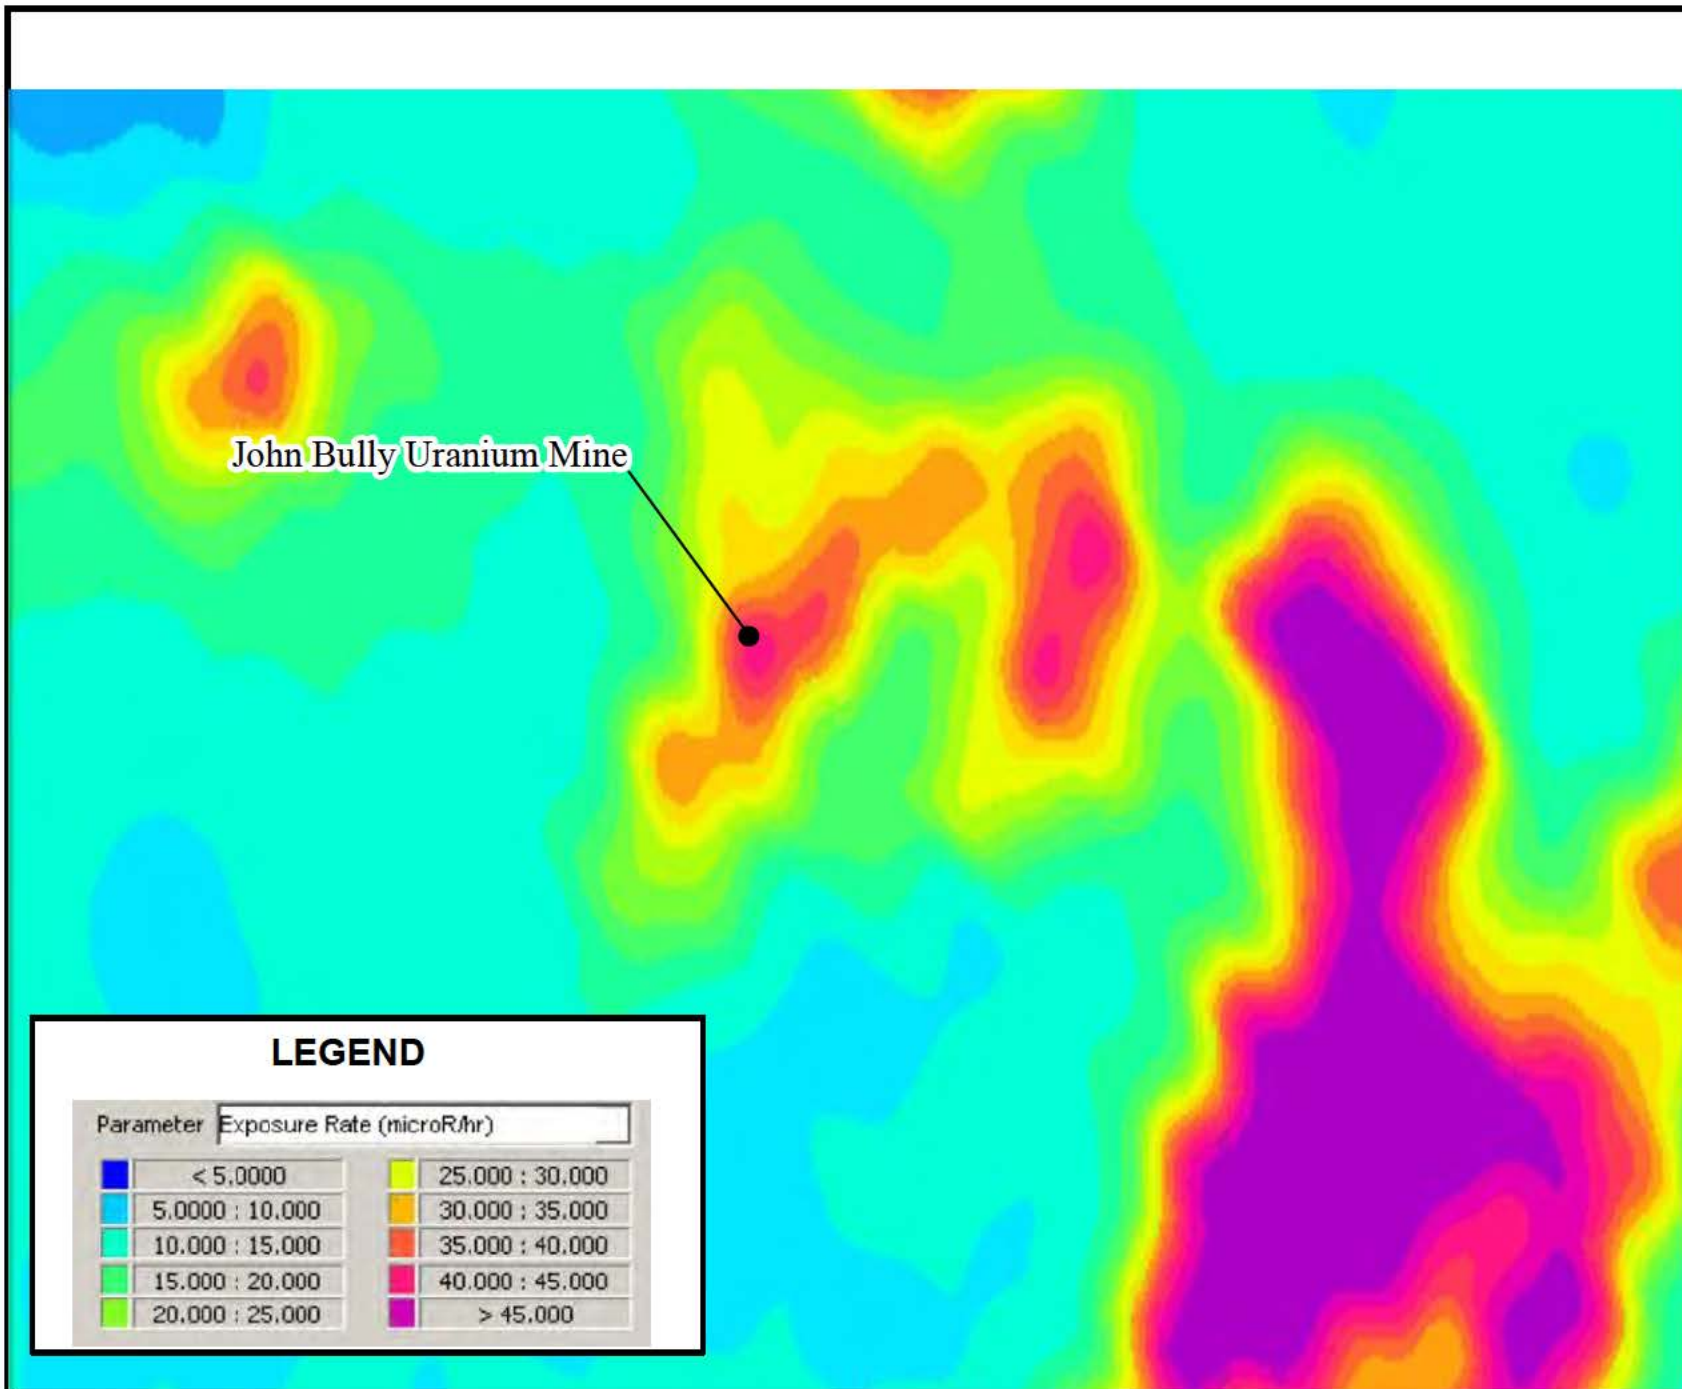 John Bully Uranium Mine
LEGEND
Parameter Exposure Rate (microR/hr)
< 5.0000 25.000 : 30.000
5.0000 : 10.000 30.000 : 35.000
10.000 : 15.000 35.000 : 40.000
15.000 : 20.000 40.000 : 45.000
20.000 : 25.000 > 45.000